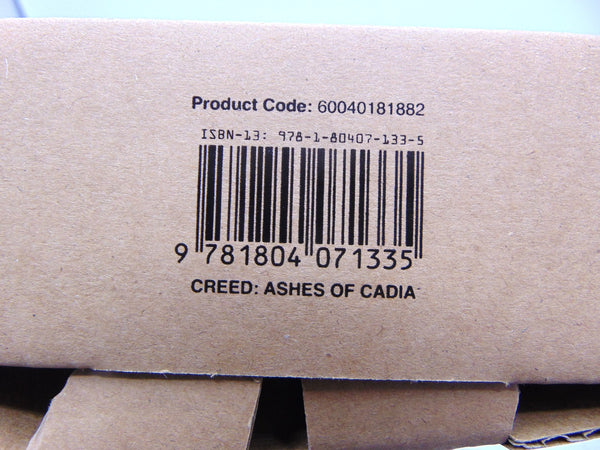 Product Code: 60040181882
ISBN-13: 978-1-80407-133-5
9 781804 071335
CREED: ASHES OF CADIA